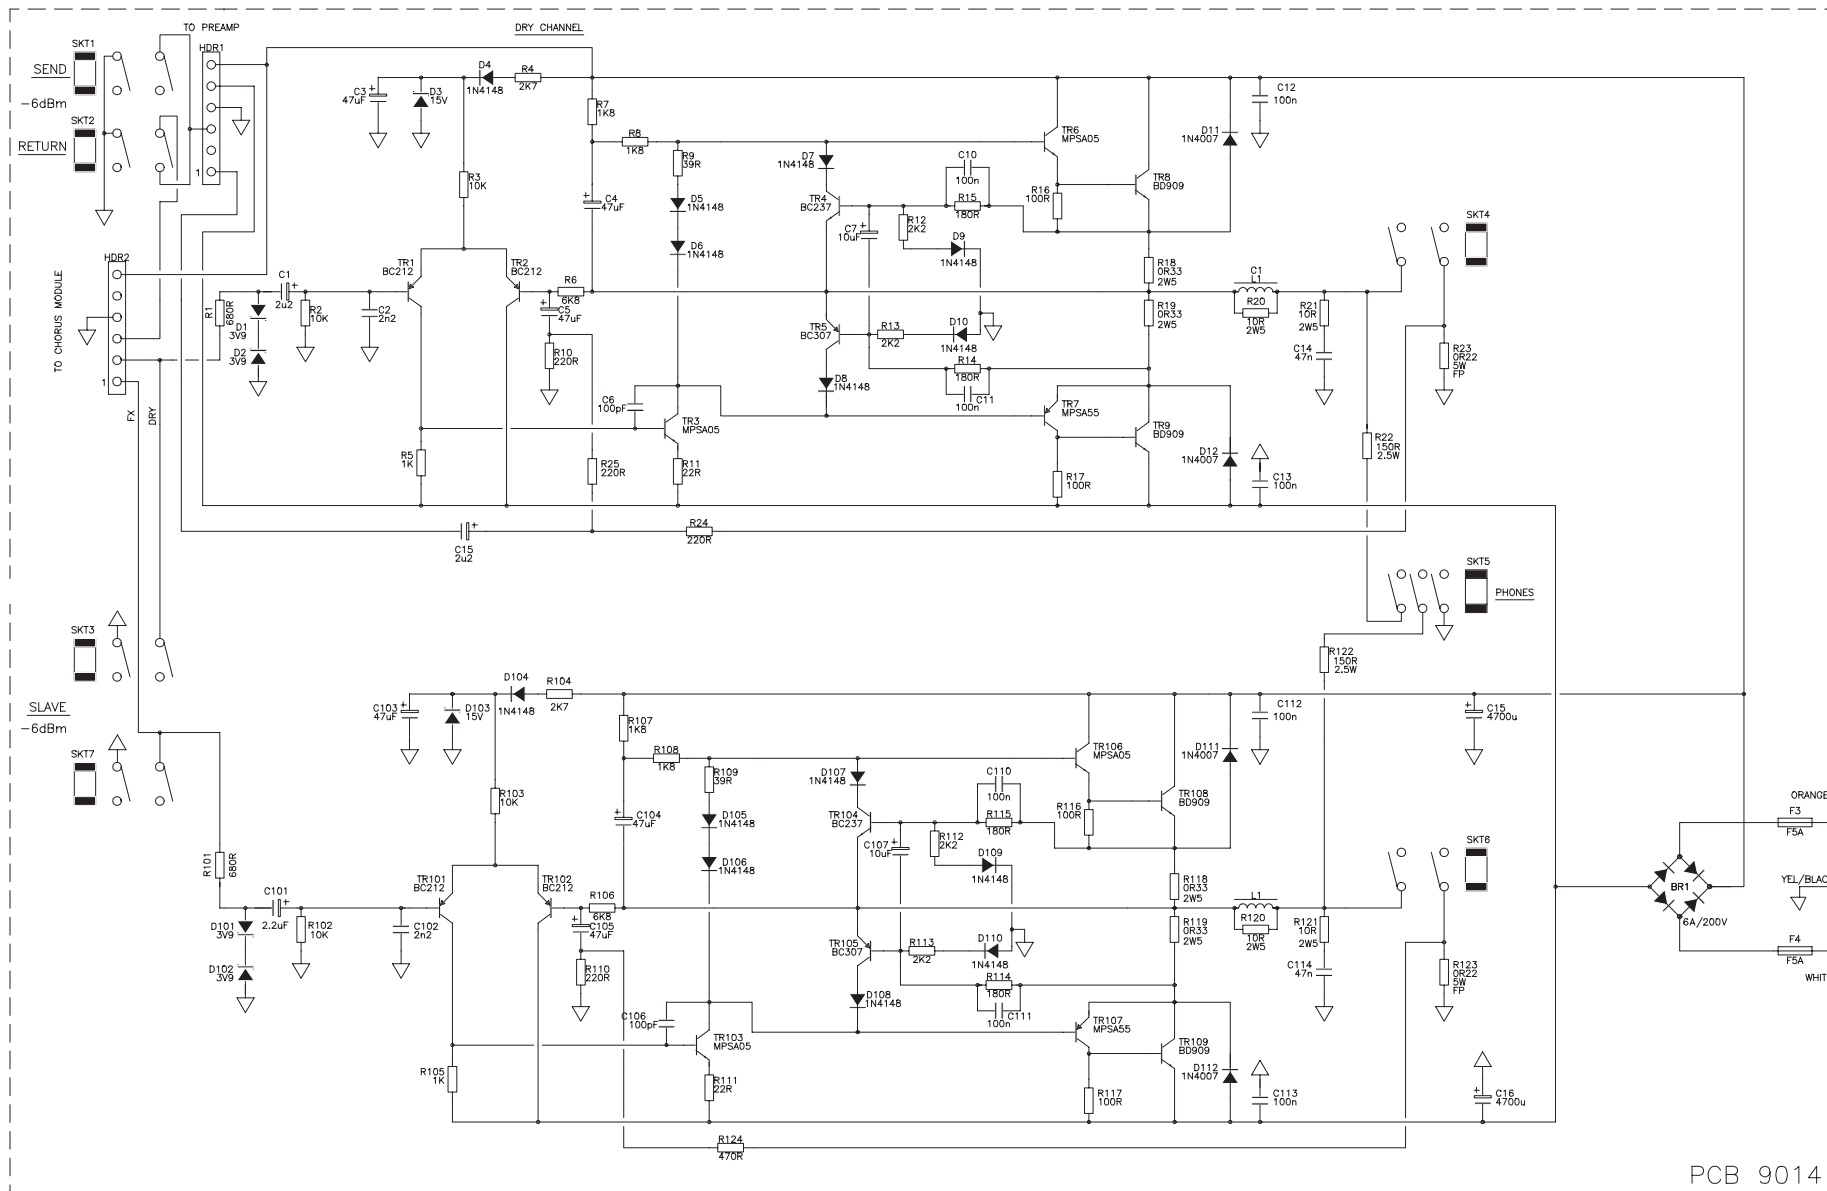 TO PREAMP
DRY CHANNEL
SKT1
HDR1
SEND
-6dBm
SKT2
RETURN
1
D4
1N4148
R4
2K7
C3
47uF
D3
15V
R7
1K8
R8
1K8
C12
100n
TR6
MPSA05
D11
1N4007
R9
39R
D7
1N4148
C10
100n
R3
10K
TR8
BD909
R16
100R
C4
47uF
D5
1N4148
TR4
BC237
R15
180R
R12
2K2
C7
10uF
D9
1N4148
SKT4
D6
1N4148
HDR2
TO CHORUS MODULE
TR1
BC212
TR2
BC212
R18
0R33
2W5
C1
2u2
R6
6K8
C1
L1
R1
680R
R2
10K
C2
2n2
C5
47uF
R19
0R33
2W5
R20
10R
2W5
R21
10R
2W5
D1
3V9
D2
3V9
TR5
BC307
R13
2K2
D10
1N4148
R10
220R
R14
180R
C14
47n
R23
0R22
5W
FP
1
D8
1N4148
C11
100n
FX
DRY
C6
100pF
TR3
MPSA05
TR7
MPSA55
TR9
BD909
R22
150R
2.5W
R5
1K
R25
220R
R11
22R
R17
100R
D12
1N4007
C13
100n
C15
2u2
R24
220R
SKT5
PHONES
SKT3
R122
150R
2.5W
SLAVE
-6dBm
SKT7
D104
1N4148
R104
2K7
C103
47uF
D103
15V
R107
1K8
R108
1K8
C112
100n
C15
4700u
TR106
MPSA05
D111
1N4007
R109
39R
D107
1N4148
C110
100n
R103
10K
TR108
BD909
R116
100R
C104
47uF
D105
1N4148
TR104
BC237
R115
180R
R112
2K2
C107
10uF
D109
1N4148
ORANGE
F3
F5A
SKT6
D106
1N4148
R101
680R
TR101
BC212
TR102
BC212
R118
0R33
2W5
BR1
6A/200V
C101
2.2uF
R106
6K8
L1
D101
3V9
R102
10K
C102
2n2
C105
47uF
R119
0R33
2W5
R120
10R
2W5
R121
10R
2W5
D102
3V9
TR105
BC307
R113
2K2
D110
1N4148
F4
F5A
R110
220R
R114
180R
C114
47n
R123
0R22
5W
FP
D108
1N4148
C111
100n
C106
100pF
TR103
MPSA05
TR107
MPSA55
TR109
BD909
R105
1K
R111
22R
R117
100R
D112
1N4007
C113
100n
C16
4700u
R124
470R
PCB 9014